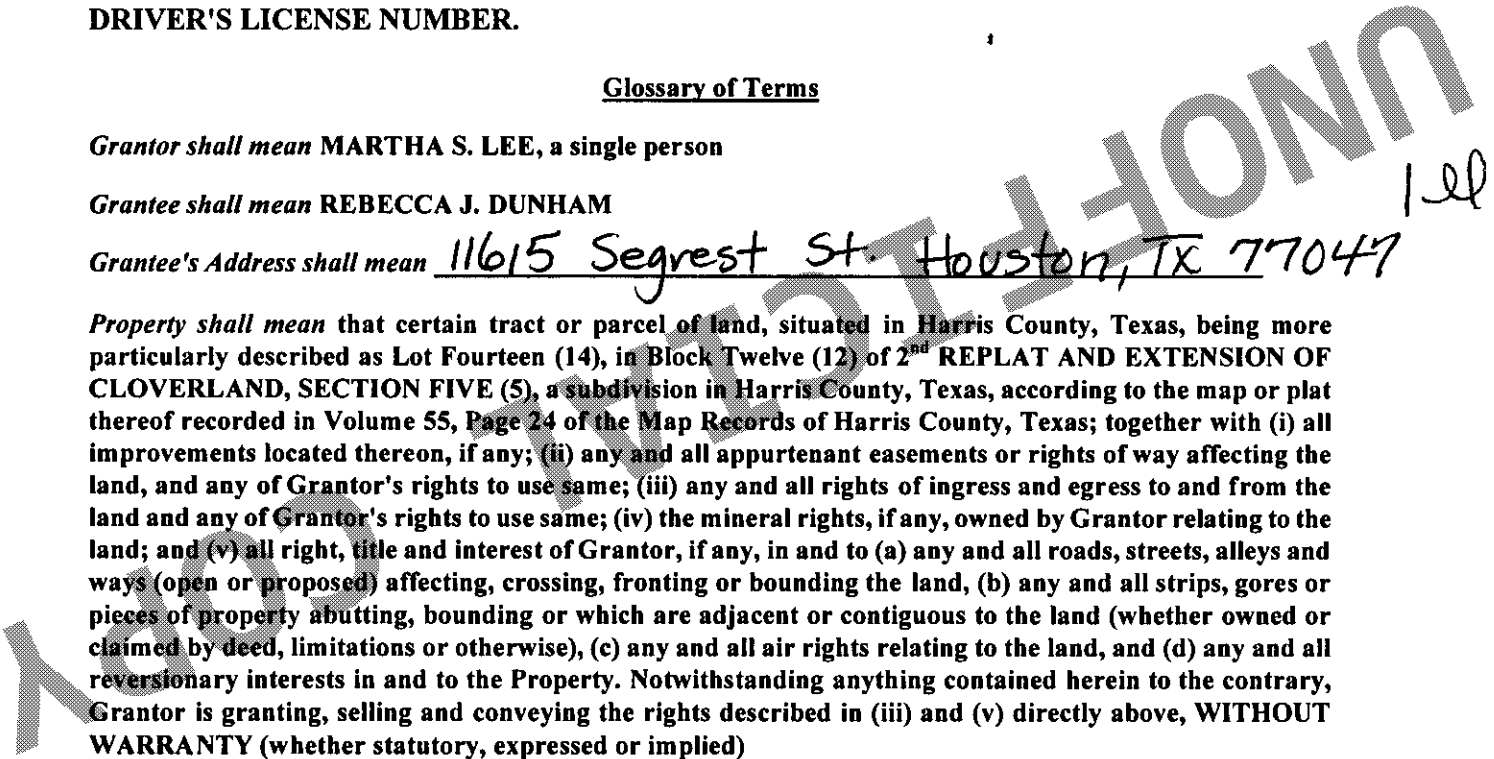 DRIVER'S LICENSE NUMBER.
Glossary of Terms
Grantor shall mean MARTHA S. LEE, a single person
Grantee shall mean REBECCA J. DUNHAM
Grantee's Address shall mean 11615 Segrest St. Houston, TX 77047
Property shall mean that certain tract or parcel of land, situated in Harris County, Texas, being more
particularly described as Lot Fourteen (14), in Block Twelve (12) of 2nd REPLAT AND EXTENSION OF
CLOVERLAND, SECTION FIVE (5), a subdivision in Harris County, Texas, according to the map or plat
thereof recorded in Volume 55, Page 24 of the Map Records of Harris County, Texas; together with (i) all
improvements located thereon, if any; (ii) any and all appurtenant easements or rights of way affecting the
land, and any of Grantor's rights to use same; (iii) any and all rights of ingress and egress to and from the
land and any of Grantor's rights to use same; (iv) the mineral rights, if any, owned by Grantor relating to the
land; and (v) all right, title and interest of Grantor, if any, in and to (a) any and all roads, streets, alleys and
ways (open or proposed) affecting, crossing, fronting or bounding the land, (b) any and all strips, gores or
pieces of property abutting, bounding or which are adjacent or contiguous to the land (whether owned or
claimed by deed, limitations or otherwise), (c) any and all air rights relating to the land, and (d) any and all
reversionary interests in and to the Property. Notwithstanding anything contained herein to the contrary,
Grantor is granting, selling and conveying the rights described in (iii) and (v) directly above, WITHOUT
WARRANTY (whether statutory, expressed or implied)
UNOFFICIAL COPY